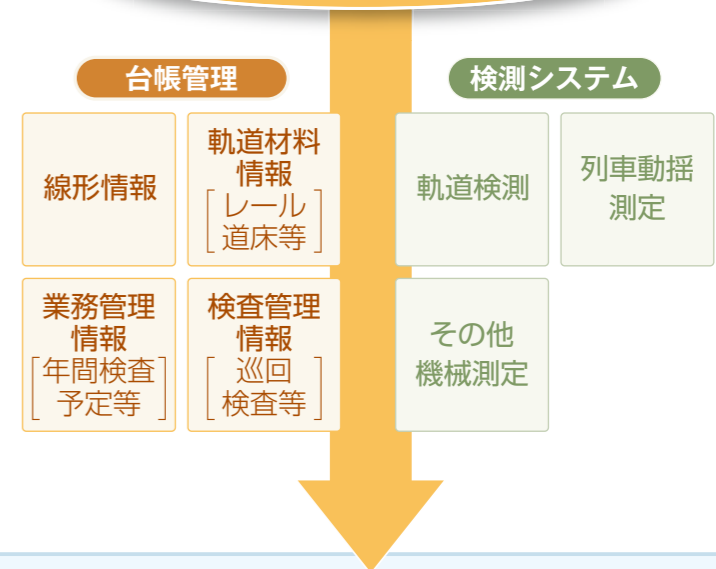 台帳管理
線形情報
軌道材料
情報
[レール
道床等]
業務管理
情報
[年間検査
予定等]
検査管理
情報
[巡回
検査等]
検測システム
軌道検測
列車動揺
測定
その他
機械測定